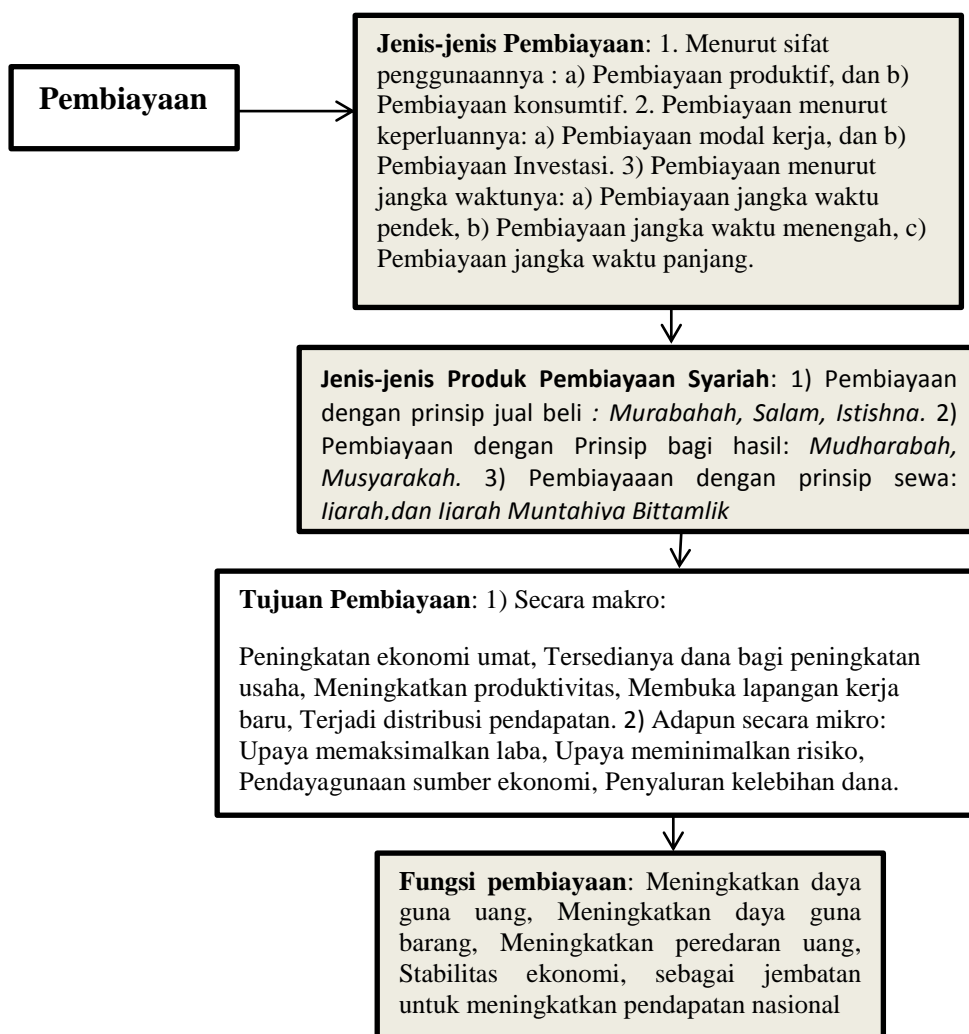 Pembiayaan
Jenis-jenis Pembiayaan: 1. Menurut sifat
penggunaannya : a) Pembiayaan produktif, dan b)
Pembiayaan konsumtif. 2. Pembiayaan menurut
keperluannya: a) Pembiayaan modal kerja, dan b)
Pembiayaan Investasi. 3) Pembiayaan menurut
jangka waktunya: a) Pembiayaan jangka waktu
pendek, b) Pembiayaan jangka waktu menengah, c)
Pembiayaan jangka waktu panjang.
Jenis-jenis Produk Pembiayaan Syariah: 1) Pembiayaan
dengan prinsip jual beli : Murabahah, Salam, Istishna. 2)
Pembiayaan dengan Prinsip bagi hasil: Mudharabah,
Musyarakah. 3) Pembiayaaan dengan prinsip sewa:
Ijarah,dan Ijarah Muntahiya Bittamlik
Tujuan Pembiayaan: 1) Secara makro:
Peningkatan ekonomi umat, Tersedianya dana bagi peningkatan
usaha, Meningkatkan produktivitas, Membuka lapangan kerja
baru, Terjadi distribusi pendapatan. 2) Adapun secara mikro:
Upaya memaksimalkan laba, Upaya meminimalkan risiko,
Pendayagunaan sumber ekonomi, Penyaluran kelebihan dana.
Fungsi pembiayaan: Meningkatkan daya
guna uang, Meningkatkan daya guna
barang, Meningkatkan peredaran uang,
Stabilitas ekonomi, sebagai jembatan
untuk meningkatkan pendapatan nasional